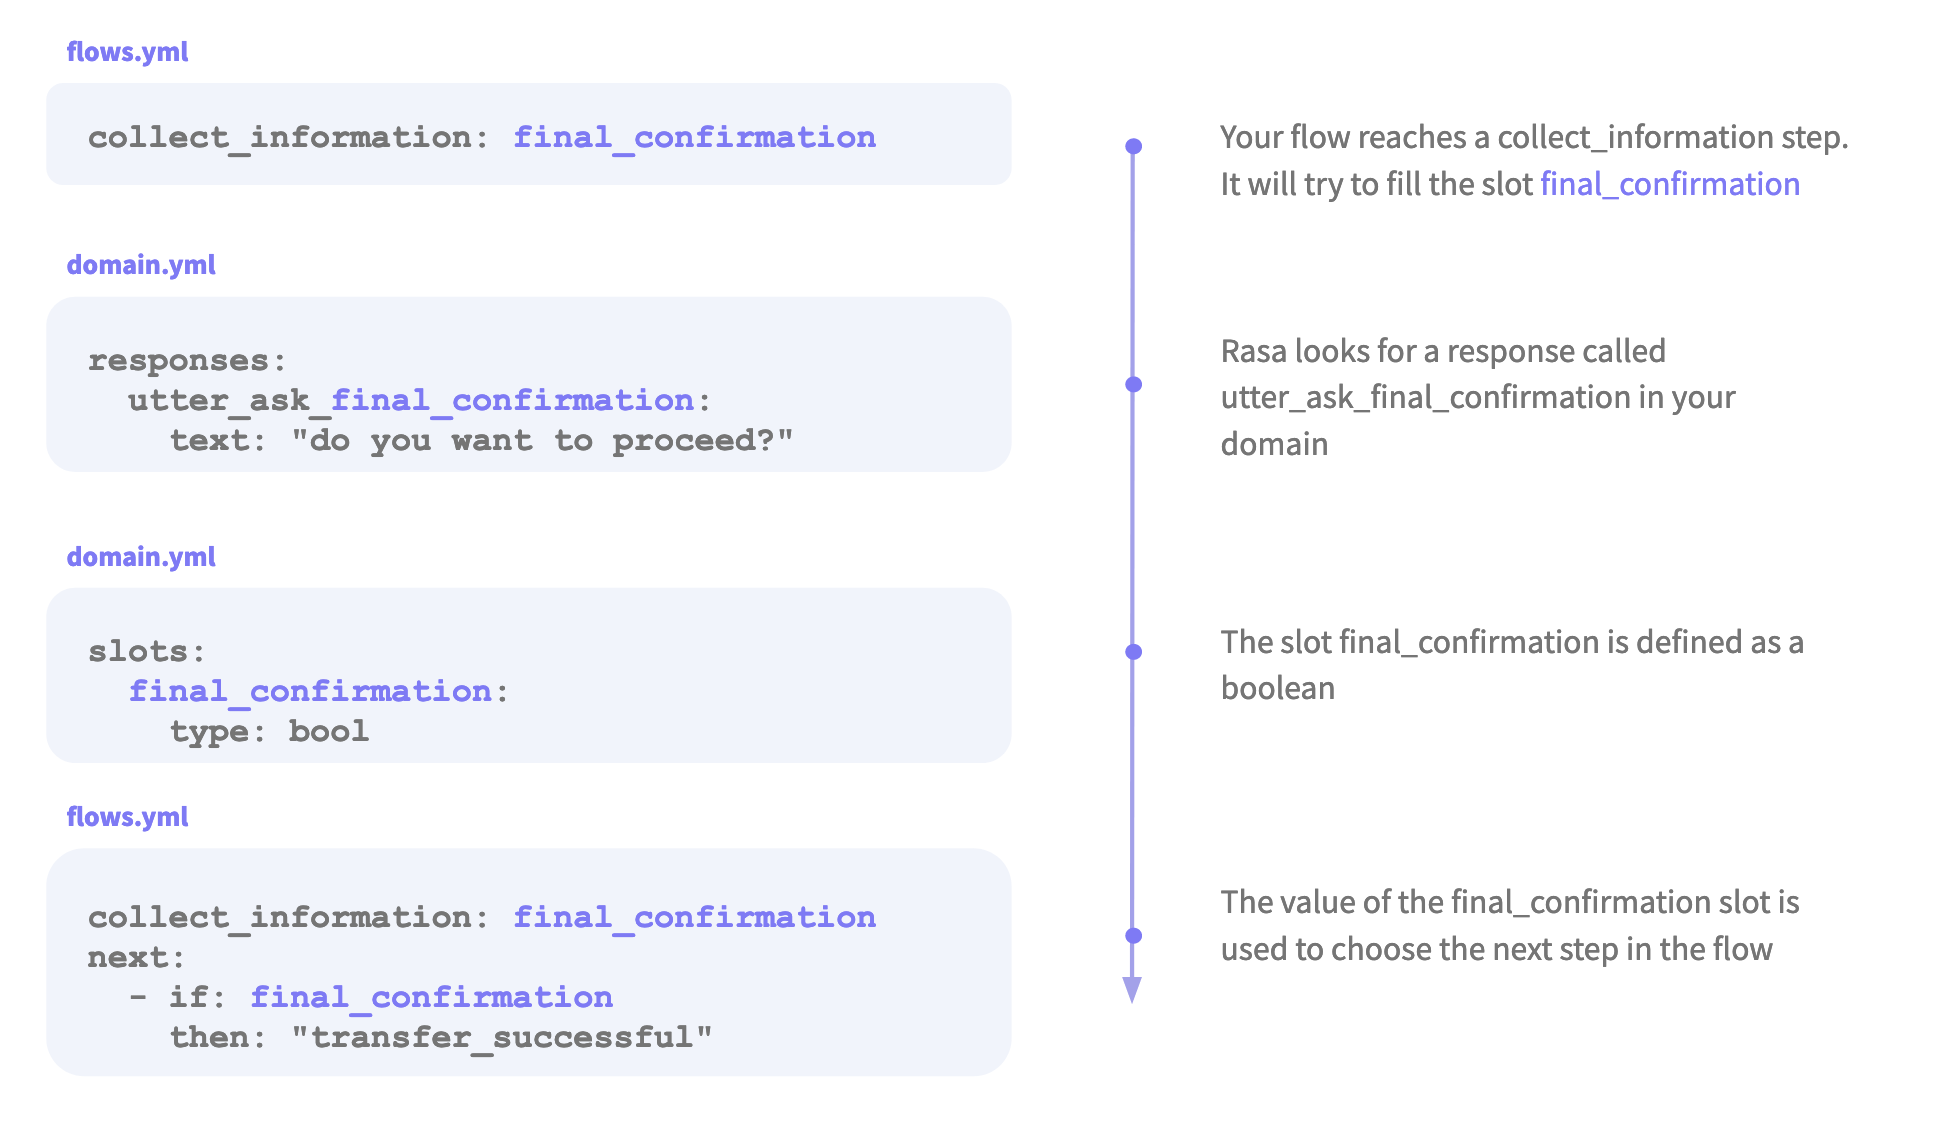 flows.yml
collect_information: final_confirmation
Your flow reaches a collect_information step.
It will try to fill the slot final_confirmation
domain.yml
responses:
  utter_ask_final_confirmation:
    text: "do you want to proceed?"
Rasa looks for a response called
utter_ask_final_confirmation in your
domain
domain.yml
slots:
  final_confirmation:
    type: bool
The slot final_confirmation is defined as a
boolean
flows.yml
collect_information: final_confirmation
next:
  - if: final_confirmation
    then: "transfer_successful"
The value of the final_confirmation slot is
used to choose the next step in the flow